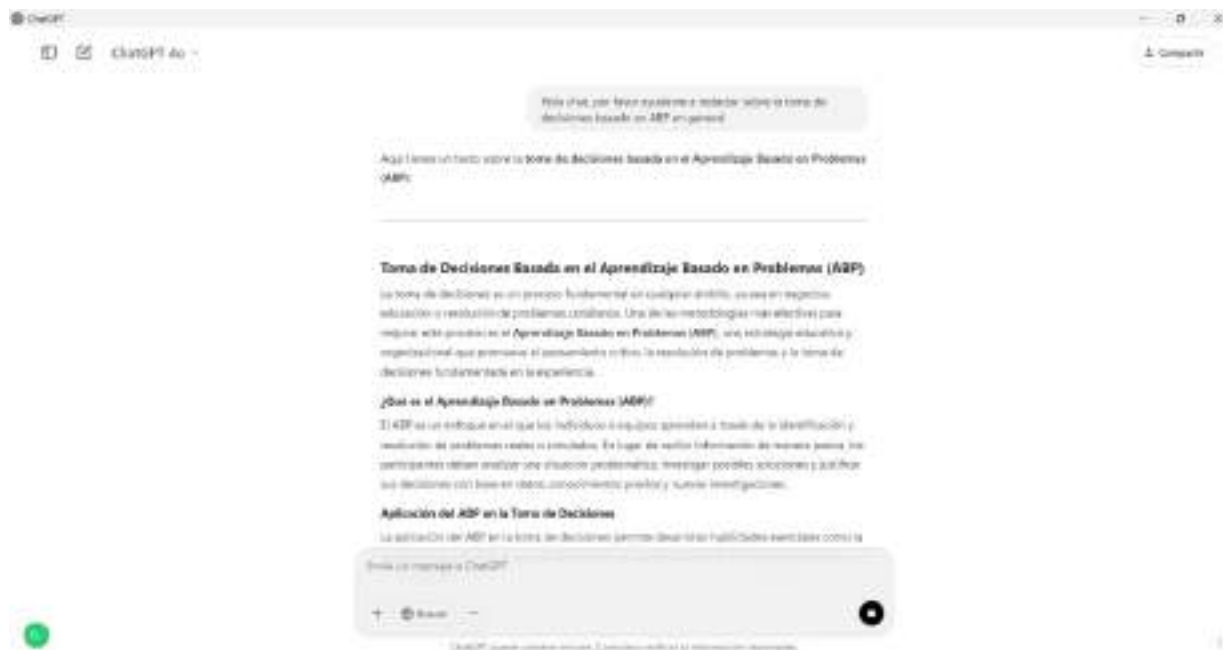 ChatGPT
ChatGPT 4o
Compartir
Hola chat, por favor ayúdame a redactar sobre la toma de
decisiones basado en ABP en general
Aquí tienes un texto sobre la toma de decisiones basada en el Aprendizaje Basado en Problemas
(ABP):
Toma de Decisiones Basada en el Aprendizaje Basado en Problemas (ABP)
La toma de decisiones es un proceso fundamental en cualquier ámbito, ya sea en negocios,
educación o resolución de problemas cotidianos. Una de las metodologías más efectivas para
mejorar este proceso es el Aprendizaje Basado en Problemas (ABP), una estrategia educativa y
organizacional que promueve el pensamiento crítico, la resolución de problemas y la toma de
decisiones fundamentada en la experiencia.
¿Qué es el Aprendizaje Basado en Problemas (ABP)?
El ABP es un enfoque en el que los individuos o equipos aprenden a través de la identificación y
resolución de problemas reales o simulados. En lugar de recibir información de manera pasiva, los
participantes deben analizar una situación problemática, investigar posibles soluciones y justificar
sus decisiones con base en datos, conocimientos previos y nuevas investigaciones.
Aplicación del ABP en la Toma de Decisiones
La aplicación del ABP en la toma de decisiones permite desarrollar habilidades esenciales como la
Envía un mensaje a ChatGPT
Buscar